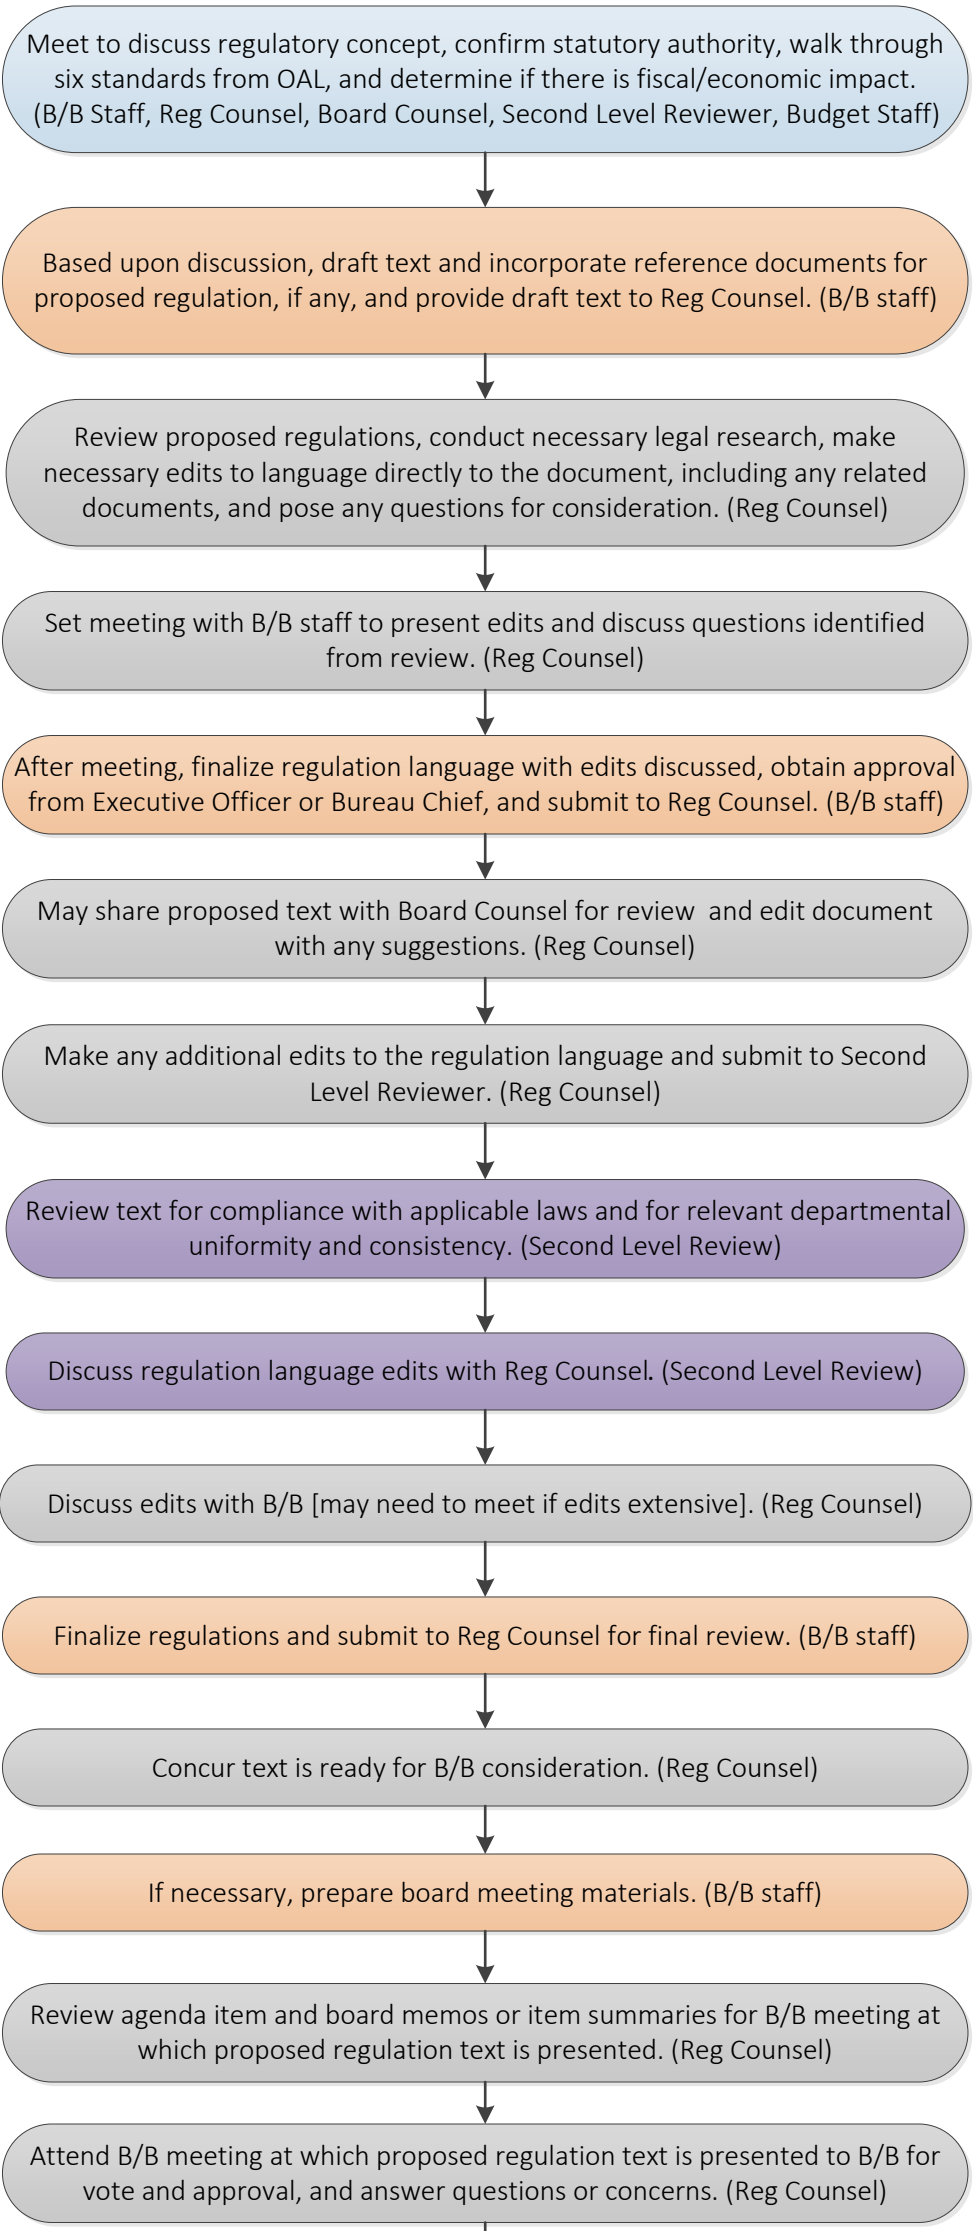 Meet to discuss regulatory concept, confirm statutory authority, walk through
six standards from OAL, and determine if there is fiscal/economic impact.
(B/B Staff, Reg Counsel, Board Counsel, Second Level Reviewer, Budget Staff)
Based upon discussion, draft text and incorporate reference documents for
proposed regulation, if any, and provide draft text to Reg Counsel. (B/B staff)
Review proposed regulations, conduct necessary legal research, make
necessary edits to language directly to the document, including any related
documents, and pose any questions for consideration. (Reg Counsel)
Set meeting with B/B staff to present edits and discuss questions identified
from review. (Reg Counsel)
After meeting, finalize regulation language with edits discussed, obtain approval
from Executive Officer or Bureau Chief, and submit to Reg Counsel. (B/B staff)
May share proposed text with Board Counsel for review  and edit document
with any suggestions. (Reg Counsel)
Make any additional edits to the regulation language and submit to Second
Level Reviewer. (Reg Counsel)
Review text for compliance with applicable laws and for relevant departmental
uniformity and consistency. (Second Level Review)
Discuss regulation language edits with Reg Counsel. (Second Level Review)
Discuss edits with B/B [may need to meet if edits extensive]. (Reg Counsel)
Finalize regulations and submit to Reg Counsel for final review. (B/B staff)
Concur text is ready for B/B consideration. (Reg Counsel)
If necessary, prepare board meeting materials. (B/B staff)
Review agenda item and board memos or item summaries for B/B meeting at
which proposed regulation text is presented. (Reg Counsel)
Attend B/B meeting at which proposed regulation text is presented to B/B for
vote and approval, and answer questions or concerns. (Reg Counsel)